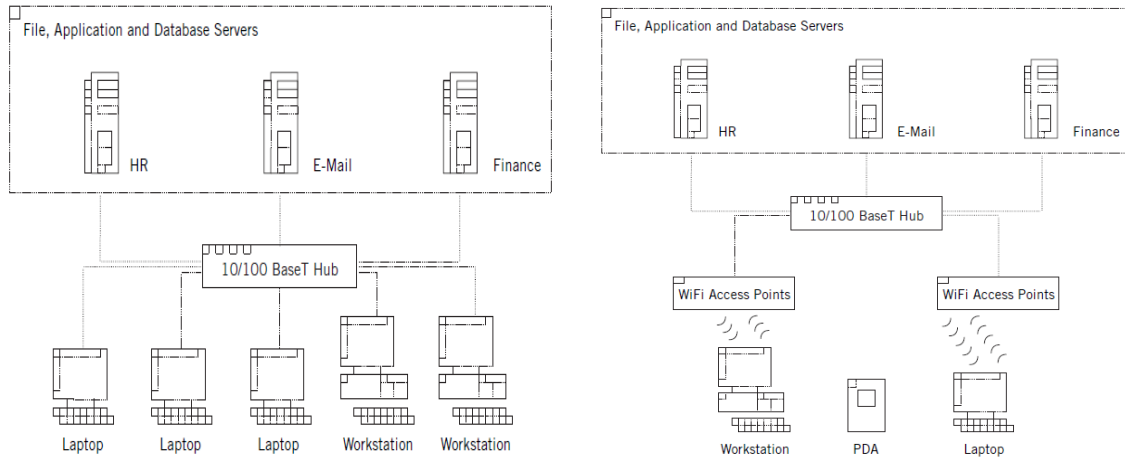 File, Application and Database Servers
HR
E-Mail
Finance
10/100 BaseT Hub
Laptop
Laptop
Laptop
Workstation
Workstation
File, Application and Database Servers
HR
E-Mail
Finance
10/100 BaseT Hub
WiFi Access Points
WiFi Access Points
Workstation
PDA
Laptop